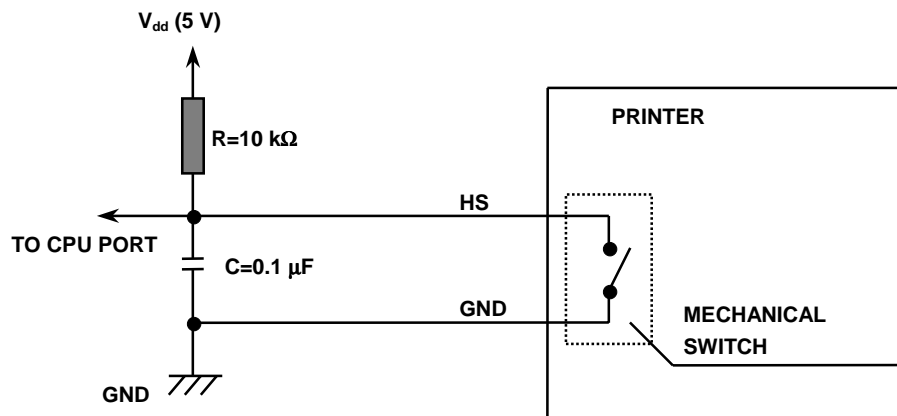 Vdd (5 V)
PRINTER
R=10 kΩ
HS
TO CPU PORT
C=0.1 μF
GND
MECHANICAL
SWITCH
GND